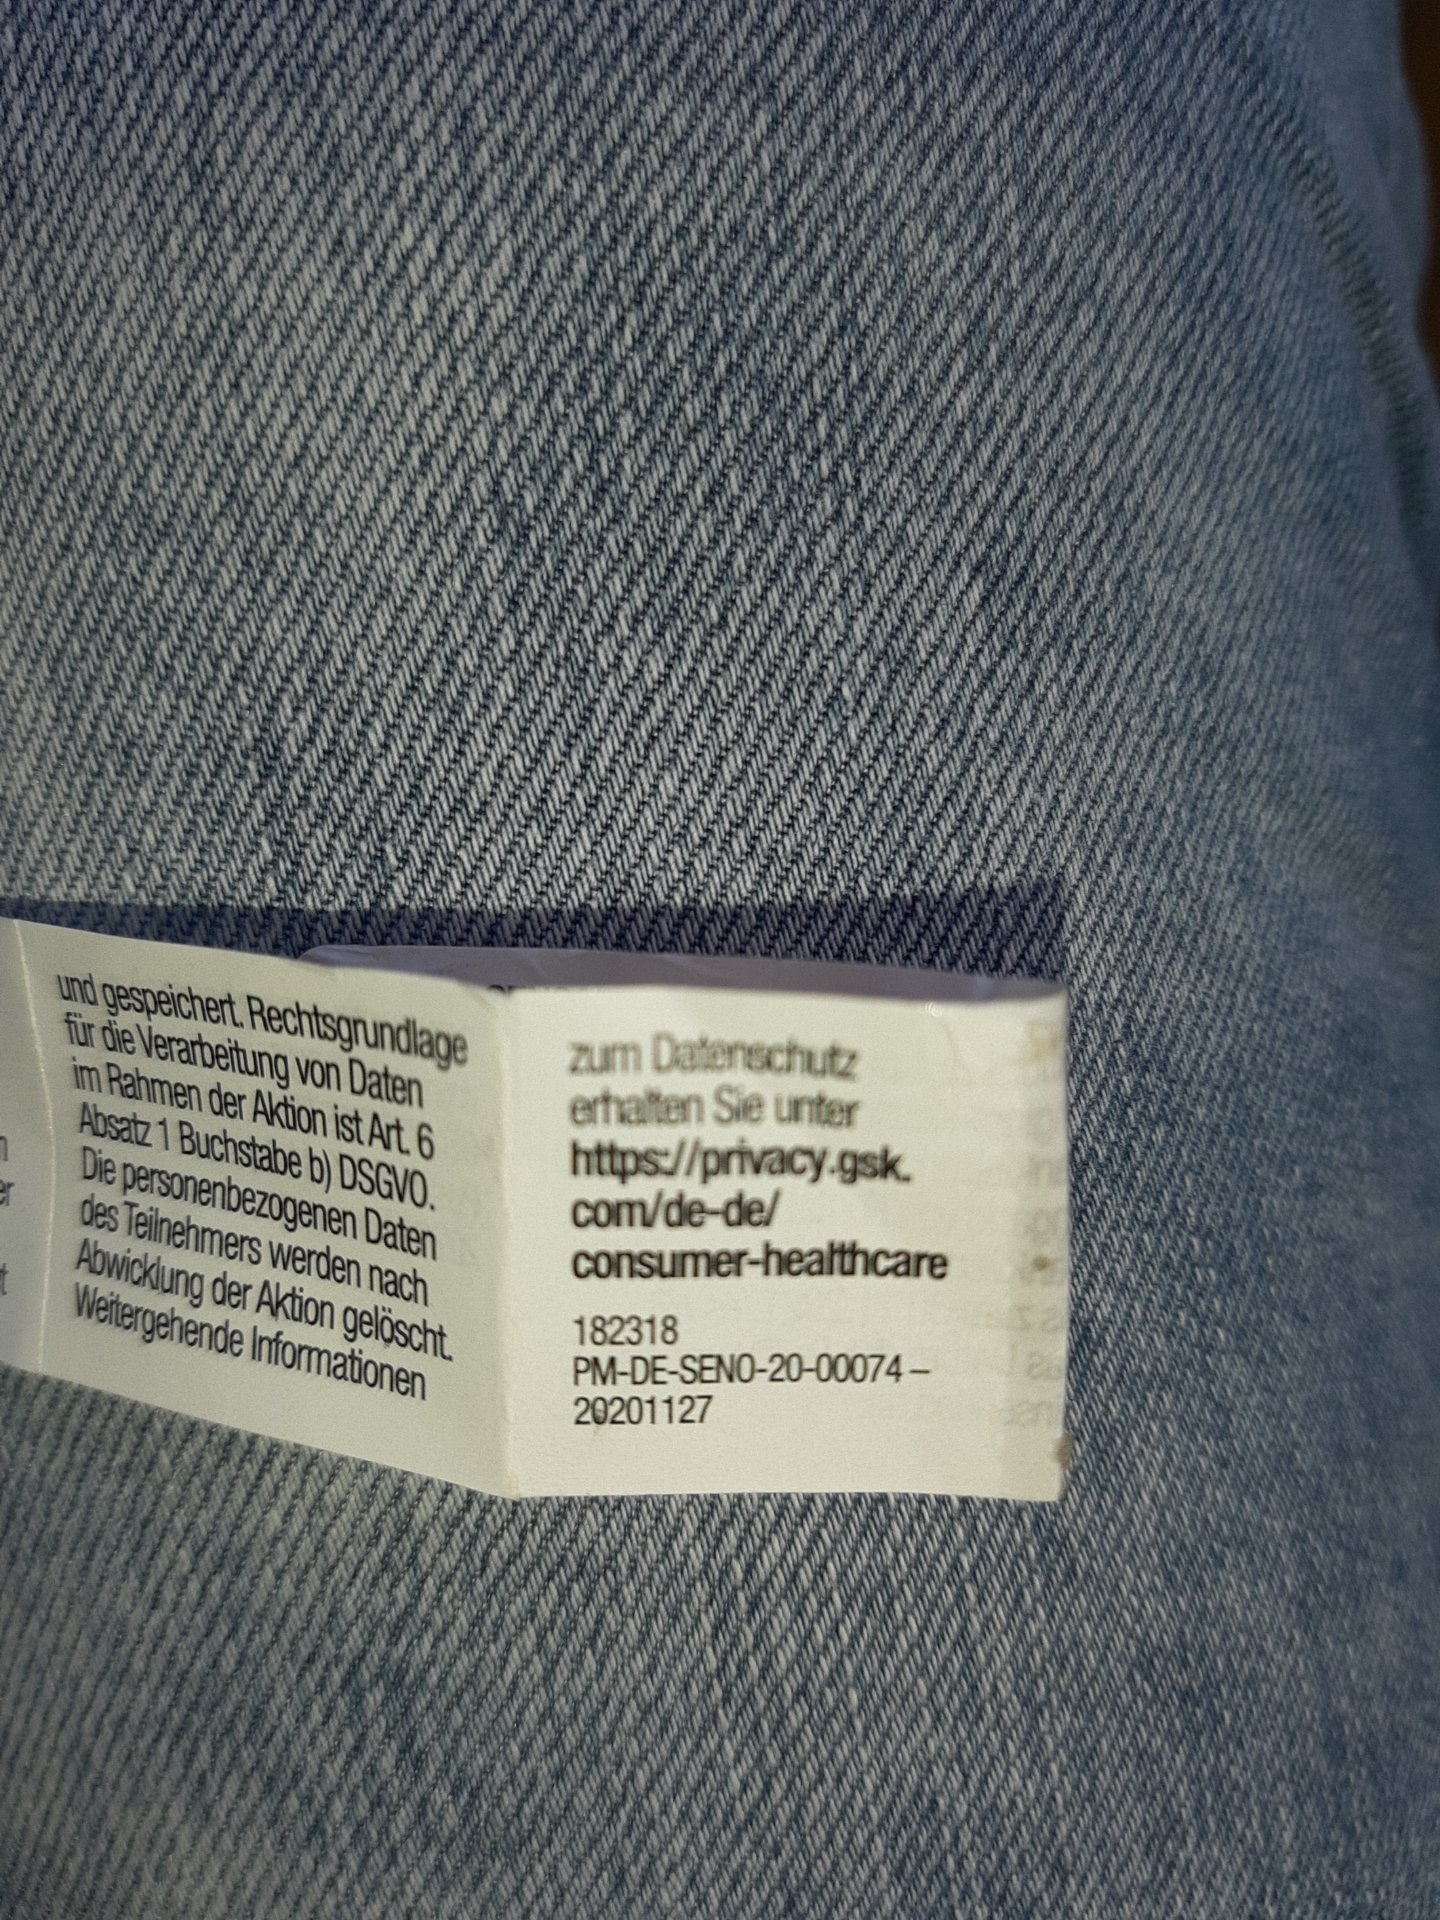 und gespeichert. Rechtsgrundlage
für die Verarbeitung von Daten
im Rahmen der Aktion ist Art. 6
Absatz 1 Buchstabe b) DSGVO.
Die personenbezogenen Daten
des Teilnehmers werden nach
Abwicklung der Aktion gelöscht.
Weitergehende Informationen
zum Datenschutz
erhalten Sie unter
https://privacy.gsk.
com/de-de/
consumer-healthcare
182318
PM-DE-SENO-20-00074 –
20201127